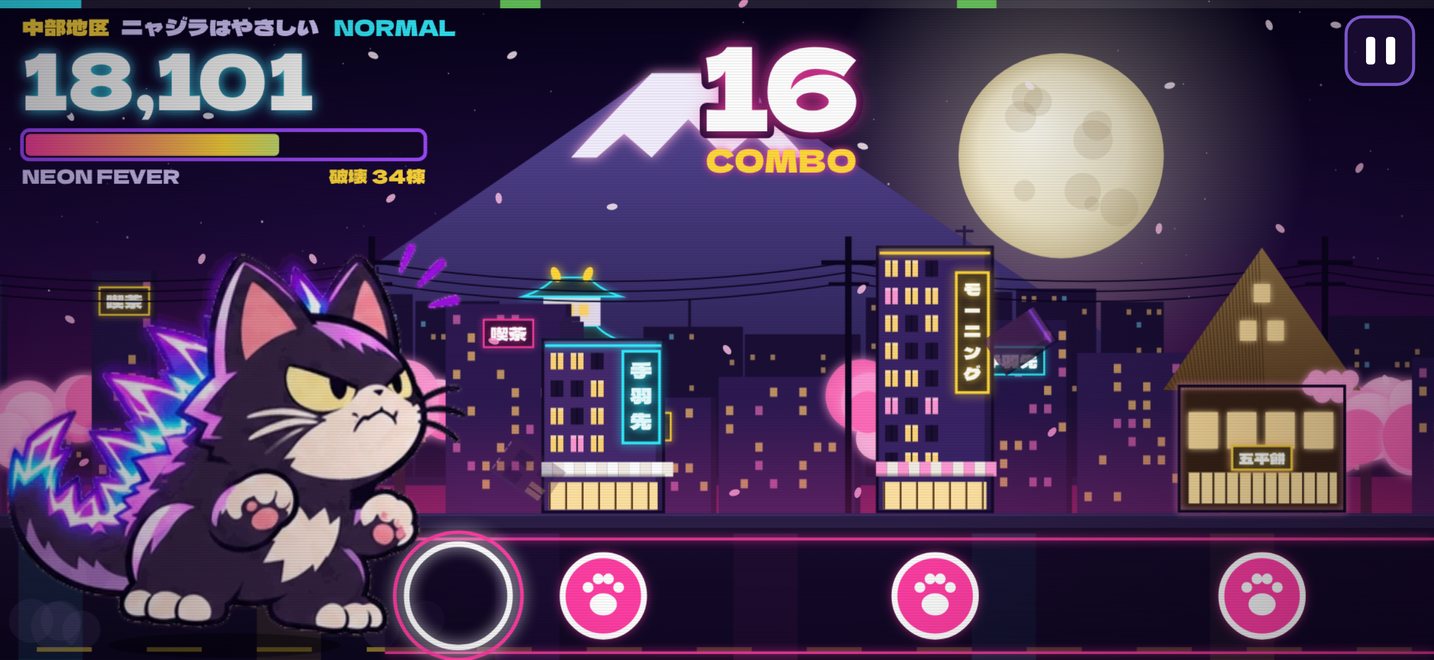 中部地区 ニャジラはやさしい NORMAL
18,101
NEON FEVER 破壊 34棟
16
COMBO
喫茶
喫茶
手羽先
モーニング
五平餅